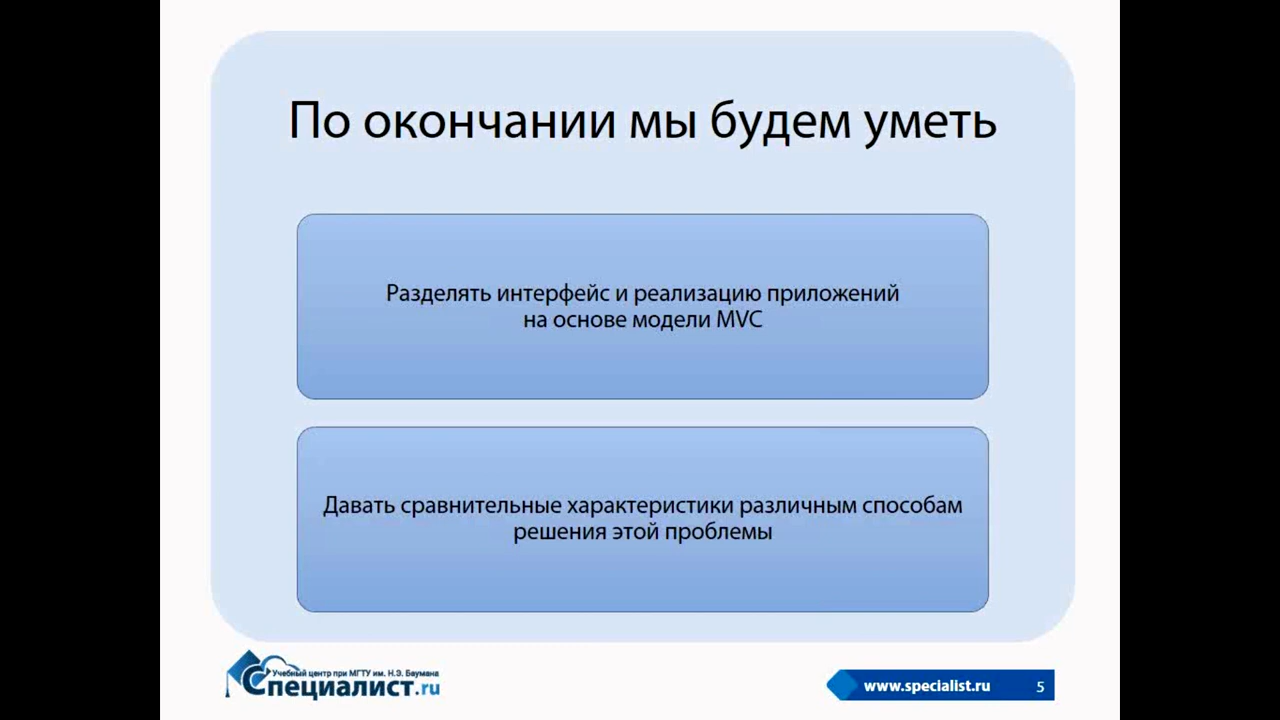 По окончании мы будем уметь
Разделять интерфейс и реализацию приложений
на основе модели MVC
Давать сравнительные характеристики различным способам
решения этой проблемы
Учебный центр при МГТУ им. Н.Э. Баумана
Специалист.ru
www.specialist.ru 5